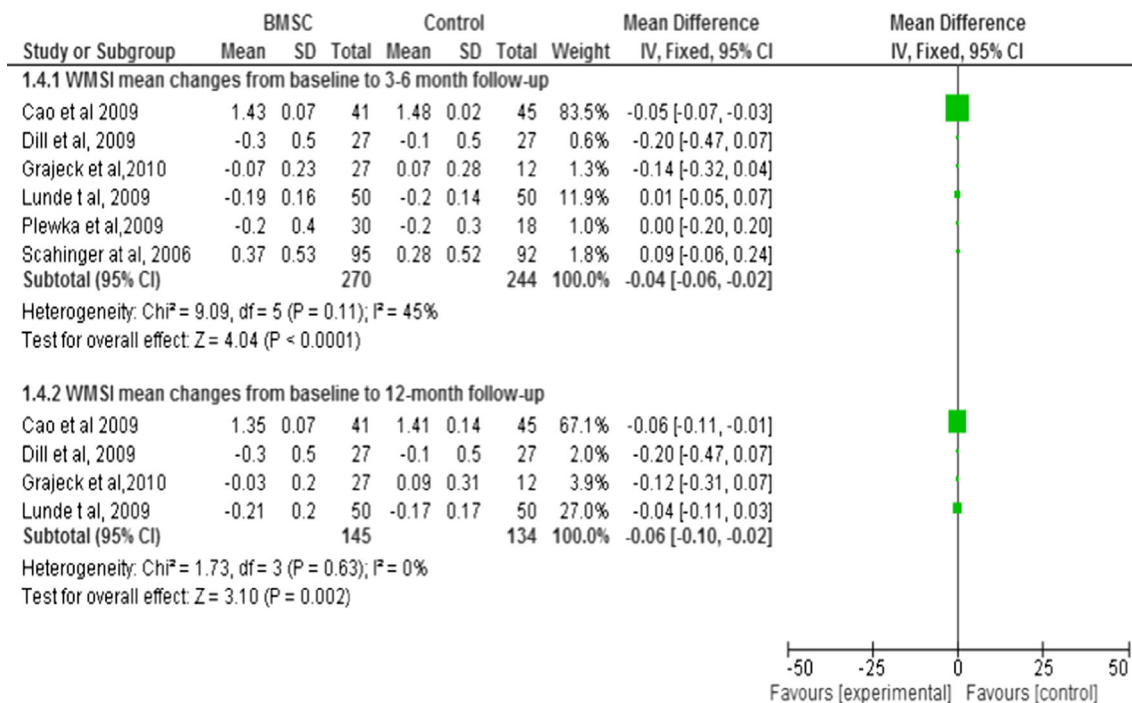 BMSC Control Mean Difference Mean Difference
Study or Subgroup Mean SD Total Mean SD Total Weight IV, Fixed, 95% CI IV, Fixed, 95% CI
1.4.1 WMSI mean changes from baseline to 3-6 month follow-up
Cao et al 2009 1.43 0.07 41 1.48 0.02 45 83.5% -0.05 [-0.07, -0.03]
Dill et al, 2009 -0.3 0.5 27 -0.1 0.5 27 0.6% -0.20 [-0.47, 0.07]
Grajeck et al,2010 -0.07 0.23 27 0.07 0.28 12 1.3% -0.14 [-0.32, 0.04]
Lunde t al, 2009 -0.19 0.16 50 -0.2 0.14 50 11.9% 0.01 [-0.05, 0.07]
Plewka et al,2009 -0.2 0.4 30 -0.2 0.3 18 1.0% 0.00 [-0.20, 0.20]
Scahinger at al, 2006 0.37 0.53 95 0.28 0.52 92 1.8% 0.09 [-0.06, 0.24]
Subtotal (95% CI) 270 244 100.0% -0.04 [-0.06, -0.02]
Heterogeneity: Chi² = 9.09, df = 5 (P = 0.11); I² = 45%
Test for overall effect: Z = 4.04 (P < 0.0001)
1.4.2 WMSI mean changes from baseline to 12-month follow-up
Cao et al 2009 1.35 0.07 41 1.41 0.14 45 67.1% -0.06 [-0.11, -0.01]
Dill et al, 2009 -0.3 0.5 27 -0.1 0.5 27 2.0% -0.20 [-0.47, 0.07]
Grajeck et al,2010 -0.03 0.2 27 0.09 0.31 12 3.9% -0.12 [-0.31, 0.07]
Lunde t al, 2009 -0.21 0.2 50 -0.17 0.17 50 27.0% -0.04 [-0.11, 0.03]
Subtotal (95% CI) 145 134 100.0% -0.06 [-0.10, -0.02]
Heterogeneity: Chi² = 1.73, df = 3 (P = 0.63); I² = 0%
Test for overall effect: Z = 3.10 (P = 0.002)
-50 -25 0 25 50
Favours [experimental] Favours [control]